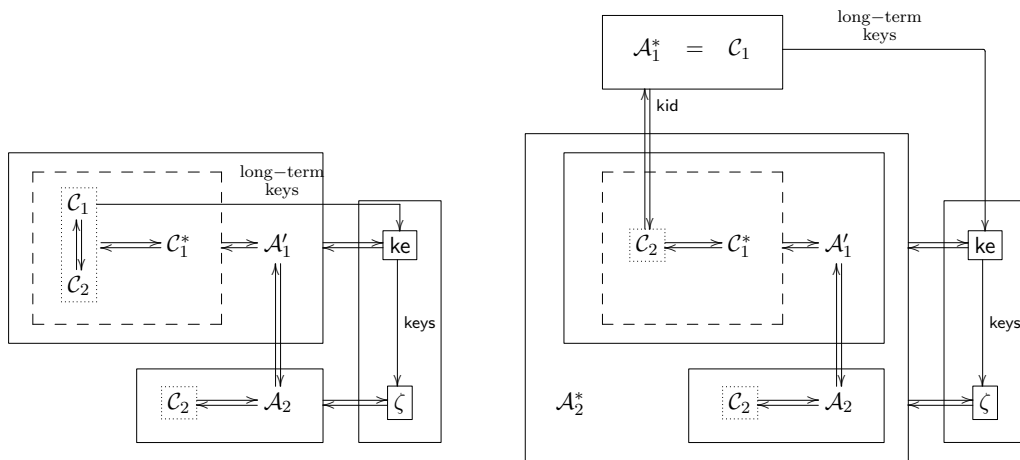 long−term
keys
𝒞₁
𝒞₁*
𝒜₁′
ke
𝒞₂
keys
𝒞₂
𝒜₂
ζ
𝒜₁* = 𝒞₁
long−term
keys
kid
𝒞₂
𝒞₁*
𝒜₁′
ke
keys
𝒜₂*
𝒞₂
𝒜₂
ζ